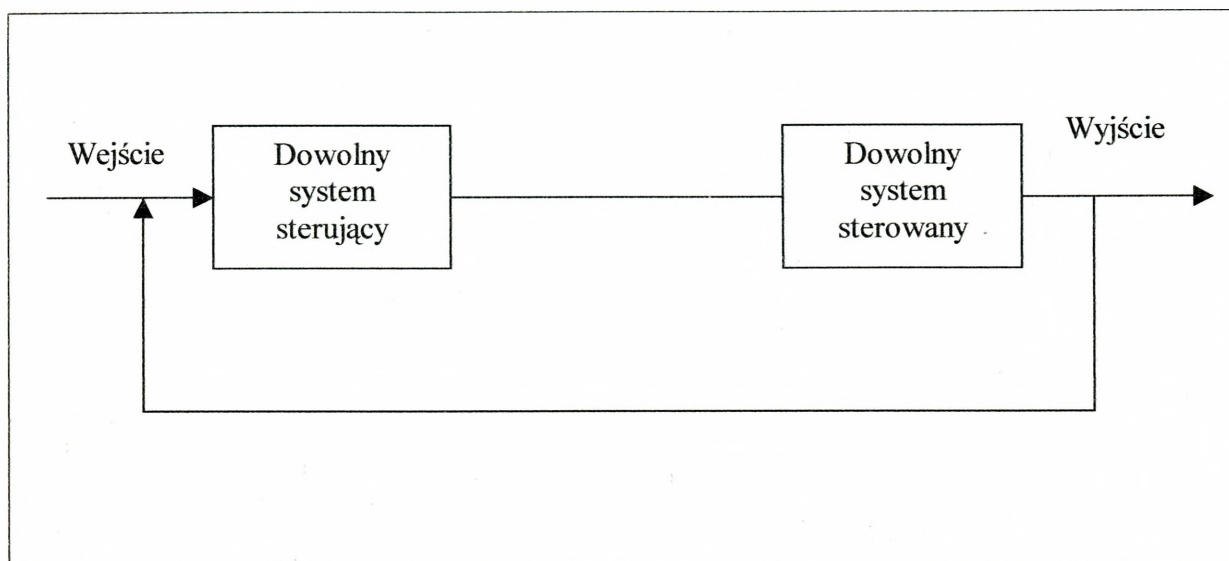 Wejście
Dowolny
system
sterujący
Dowolny
system
sterowany
Wyjście